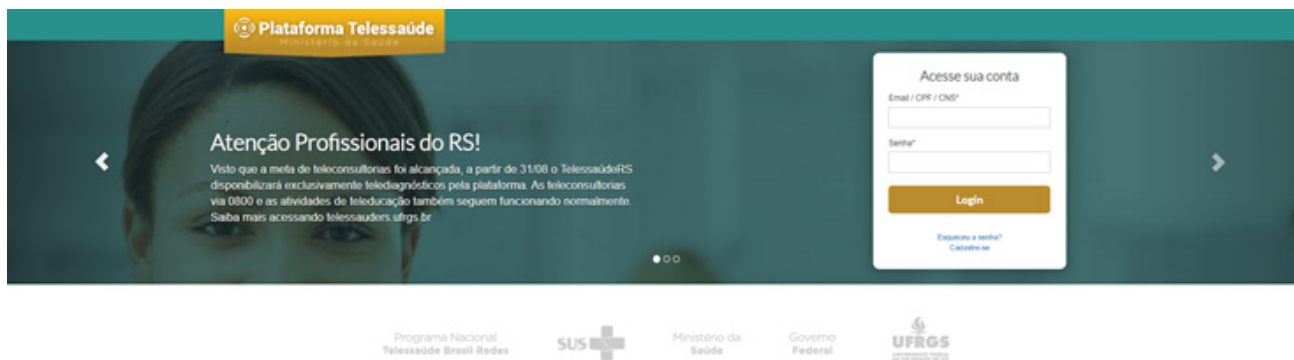 Plataforma Telessaúde
Ministério da Saúde
Acesse sua conta
Email / CPF / CNS*
Senha*
Login
Esqueceu a senha?
Cadastre-se
Atenção Profissionais do RS!
Visto que a meta de teleconsultorias foi alcançada, a partir de 31/08 o TelessaúdeRS
disponibilizará exclusivamente telediagnósticos pela plataforma. As teleconsultorias
via 0800 e as atividades de teleducação também seguem funcionando normalmente.
Saiba mais acessando telessauders.ufrgs.br
Programa Nacional
Telessaúde Brasil Redes
SUS
Ministério da
Saúde
Governo
Federal
UFRGS